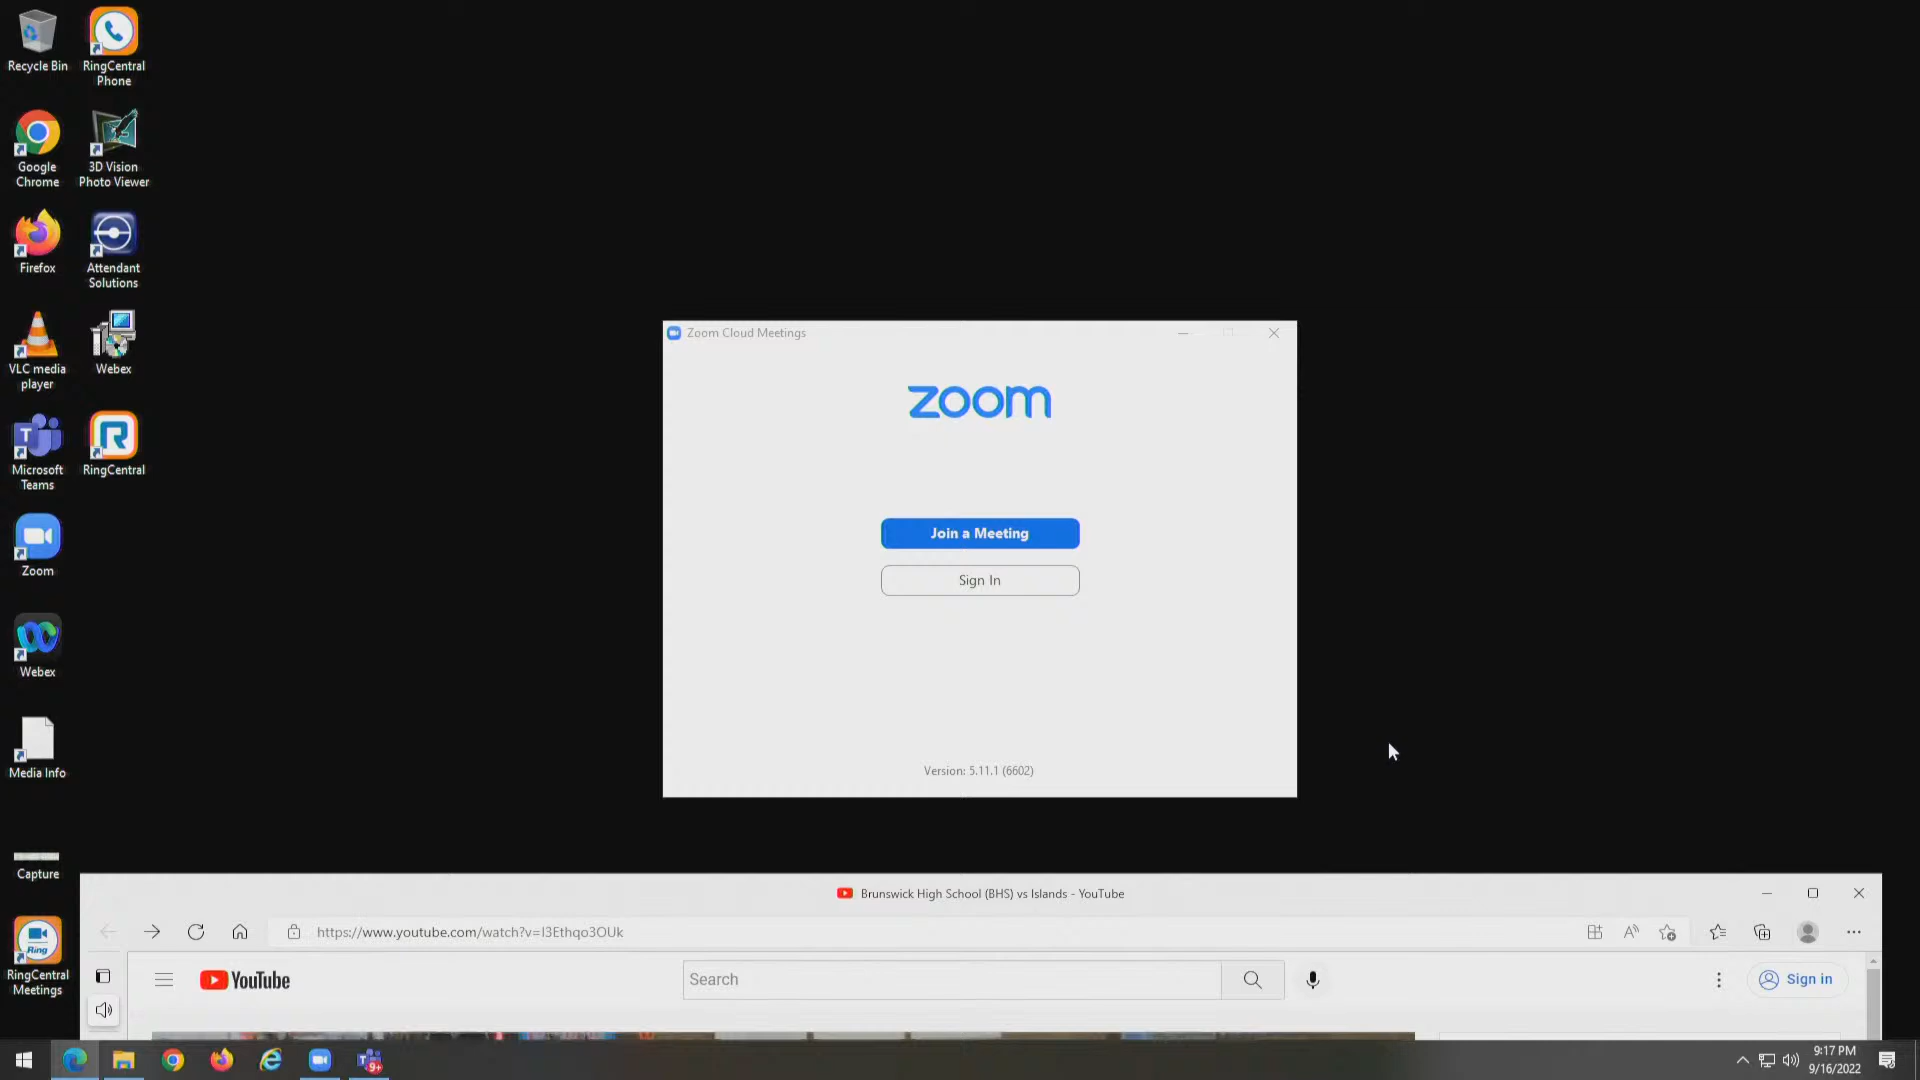 Recycle Bin
RingCentral
Phone
Google
Chrome
3D Vision
Photo Viewer
Firefox
Attendant
Solutions
VLC media
player
Webex
Microsoft
Teams
RingCentral
Zoom
Webex
Media Info
Capture
Ring
RingCentral
Meetings
Zoom Cloud Meetings
zoom
Join a Meeting
Sign In
Version: 5.11.1 (6602)
Brunswick High School (BHS) vs Islands - YouTube
https://www.youtube.com/watch?v=I3Ethqo3OUk
YouTube
Search
Sign in
9+
9:17 PM
9/16/2022